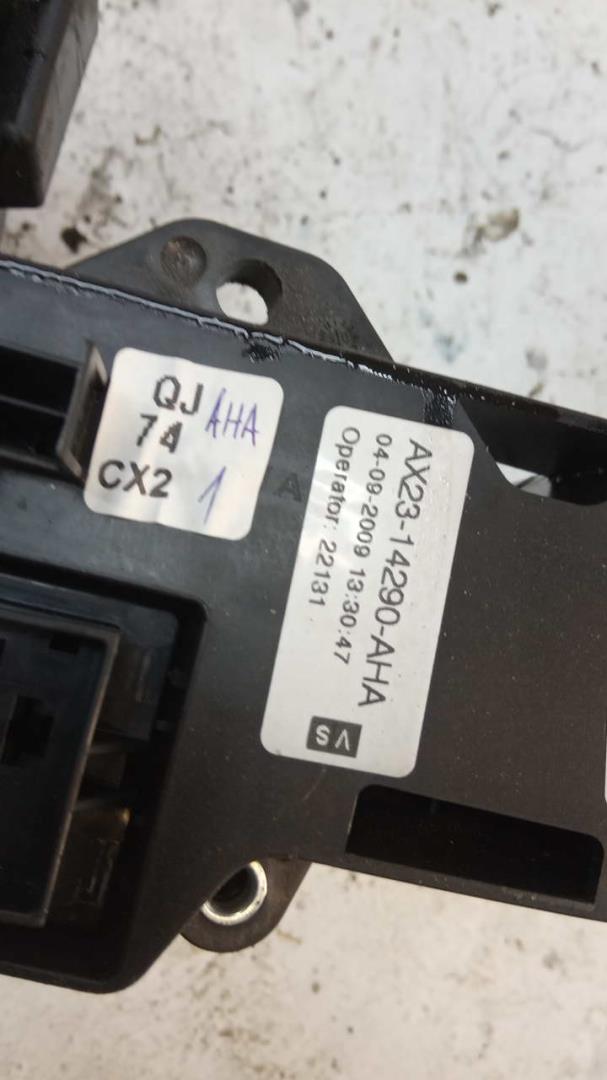 QJ AHA
74
CX2 1
AX23-14290-AHA
04-09-2009 13:30:47
Operator: 22131
VS